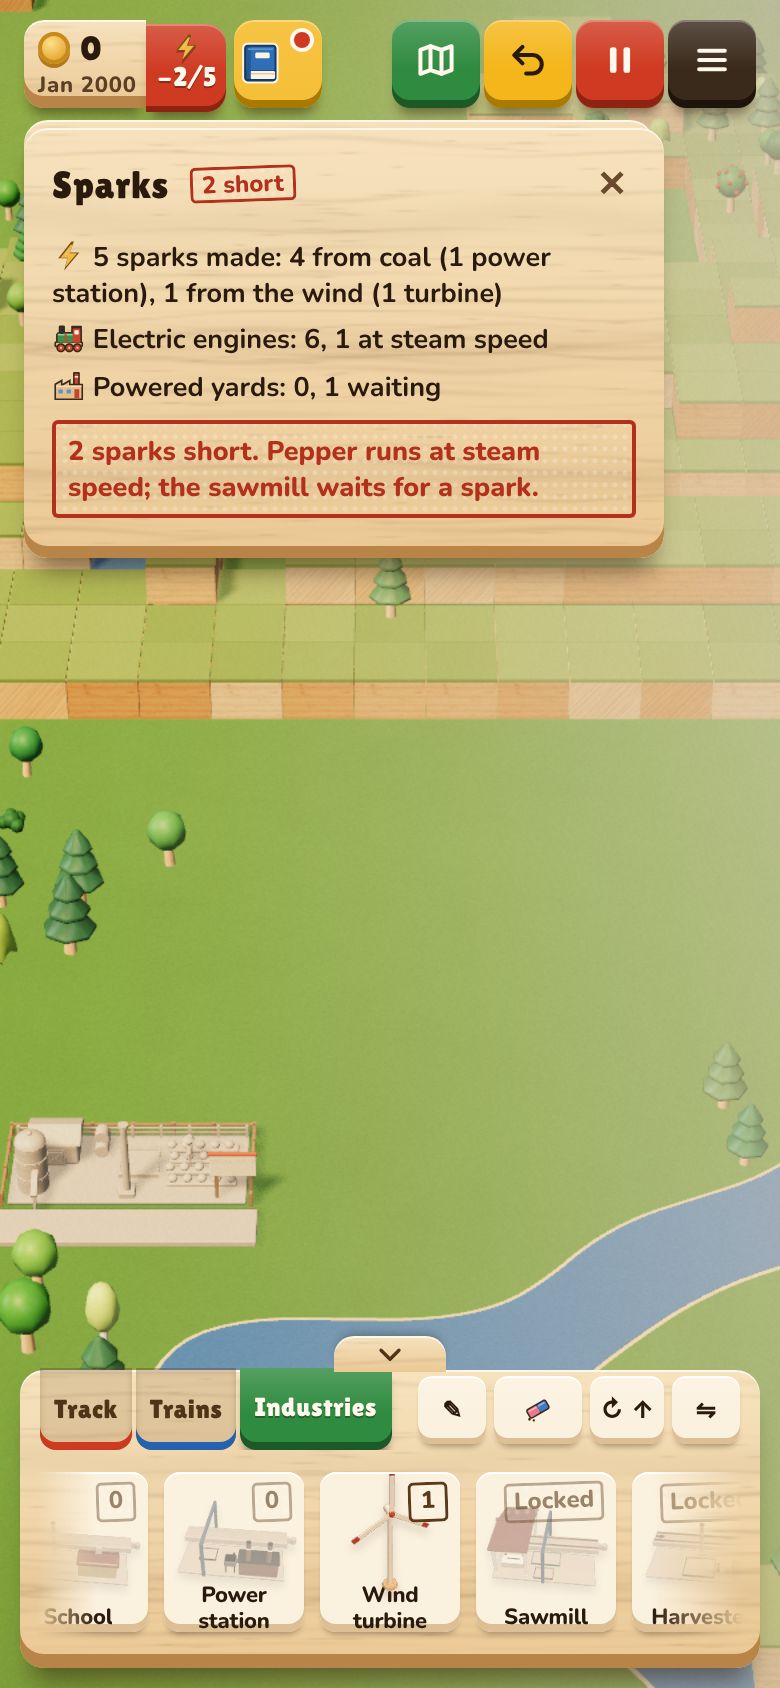 0
Jan 2000
-2/5
Sparks
2 short
5 sparks made: 4 from coal (1 power
station), 1 from the wind (1 turbine)
Electric engines: 6, 1 at steam speed
Powered yards: 0, 1 waiting
2 sparks short. Pepper runs at steam
speed; the sawmill waits for a spark.
Track
Trains
Industries
0
School
0
Power
station
1
Wind
turbine
Locked
Sawmill